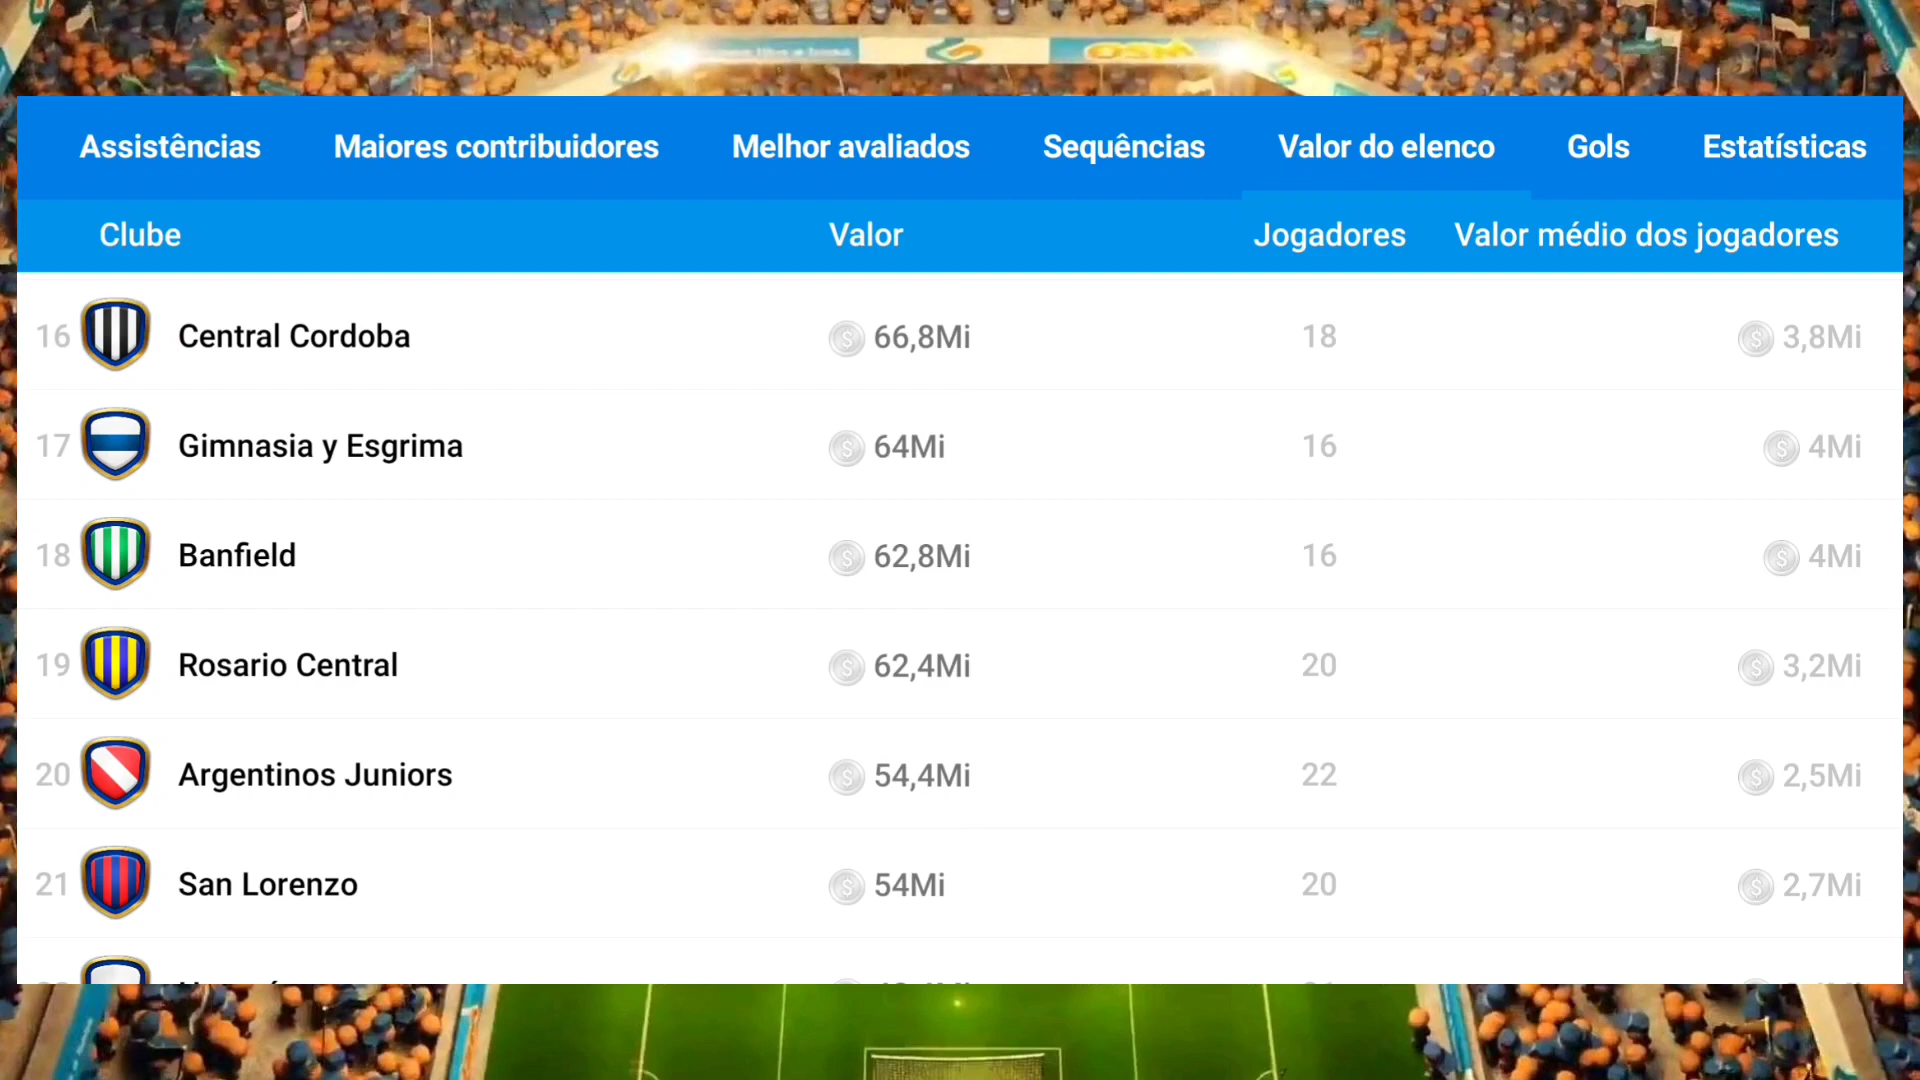 Assistências Maiores contribuidores Melhor avaliados Sequências Valor do elenco Gols Estatísticas
Clube Valor Jogadores Valor médio dos jogadores
16 Central Cordoba 66,8Mi 18 3,8Mi
17 Gimnasia y Esgrima 64Mi 16 4Mi
18 Banfield 62,8Mi 16 4Mi
19 Rosario Central 62,4Mi 20 3,2Mi
20 Argentinos Juniors 54,4Mi 22 2,5Mi
21 San Lorenzo 54Mi 20 2,7Mi